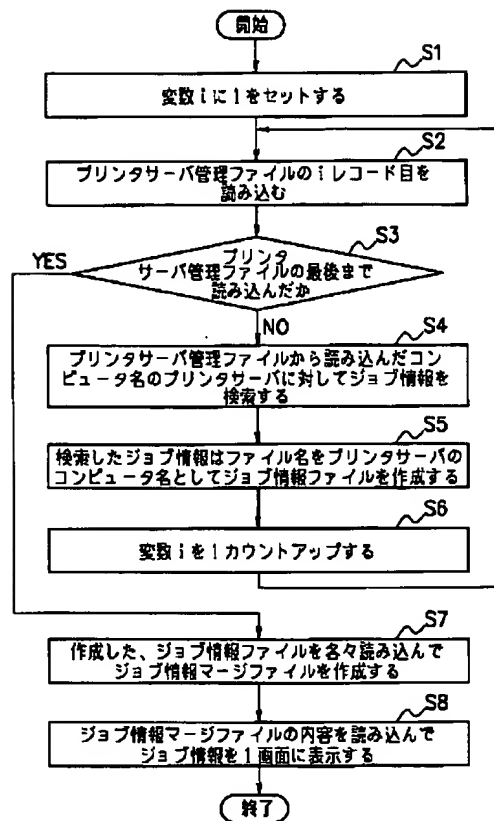 開始
S1
変数iに1をセットする
S2
プリンタサーバ管理ファイルのiレコード目を
読み込む
S3
プリンタ
サーバ管理ファイルの最後まで
読み込んだか
YES
NO
S4
プリンタサーバ管理ファイルから読み込んだコン
ピュータ名のプリンタサーバに対してジョブ情報を
検索する
S5
検索したジョブ情報はファイル名をプリンタサーバの
コンピュータ名としてジョブ情報ファイルを作成する
S6
変数iを1カウントアップする
S7
作成した、ジョブ情報ファイルを各々読み込んで
ジョブ情報マージファイルを作成する
S8
ジョブ情報マージファイルの内容を読み込んで
ジョブ情報を1画面に表示する
終了